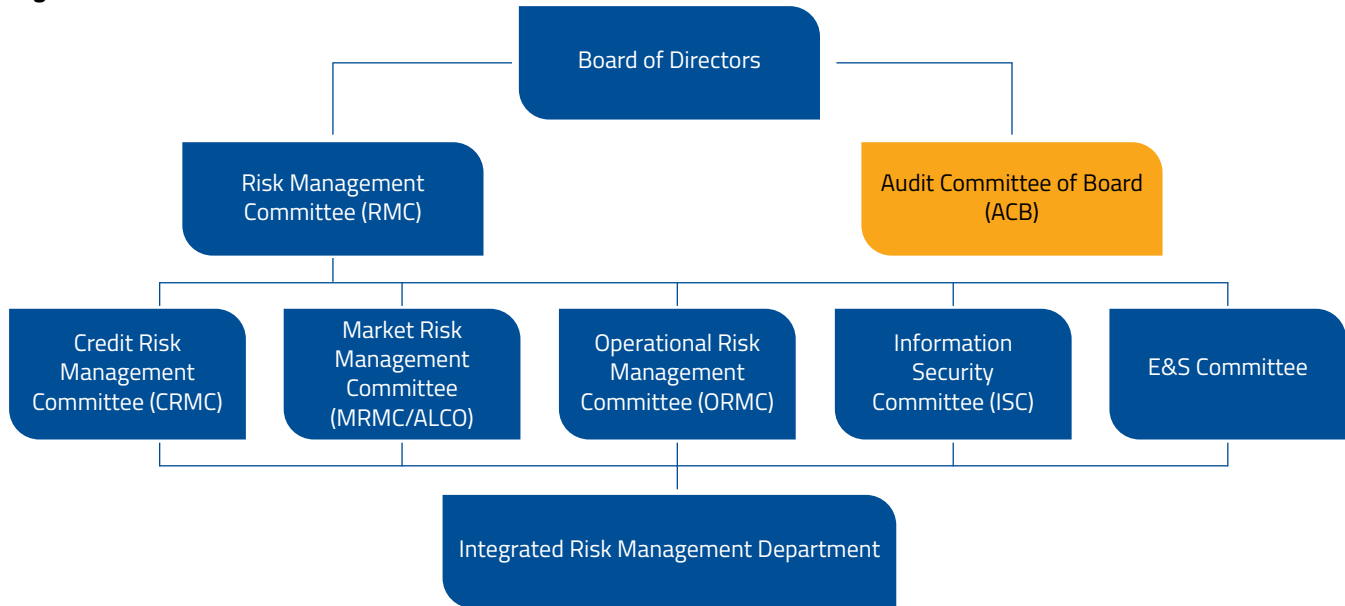 Board of Directors
Risk Management
Committee (RMC)
Audit Committee of Board
(ACB)
Credit Risk
Management
Committee (CRMC)
Market Risk
Management
Committee
(MRMC/ALCO)
Operational Risk
Management
Committee (ORMC)
Information
Security
Committee (ISC)
E&S Committee
Integrated Risk Management Department